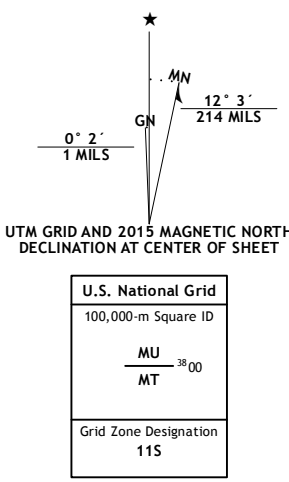 MN
GN
12° 3´
214 MILS
0° 2´
1 MILS
UTM GRID AND 2015 MAGNETIC NORTH
DECLINATION AT CENTER OF SHEET
U.S. National Grid
100,000-m Square ID
MU
3800
MT
Grid Zone Designation
11S